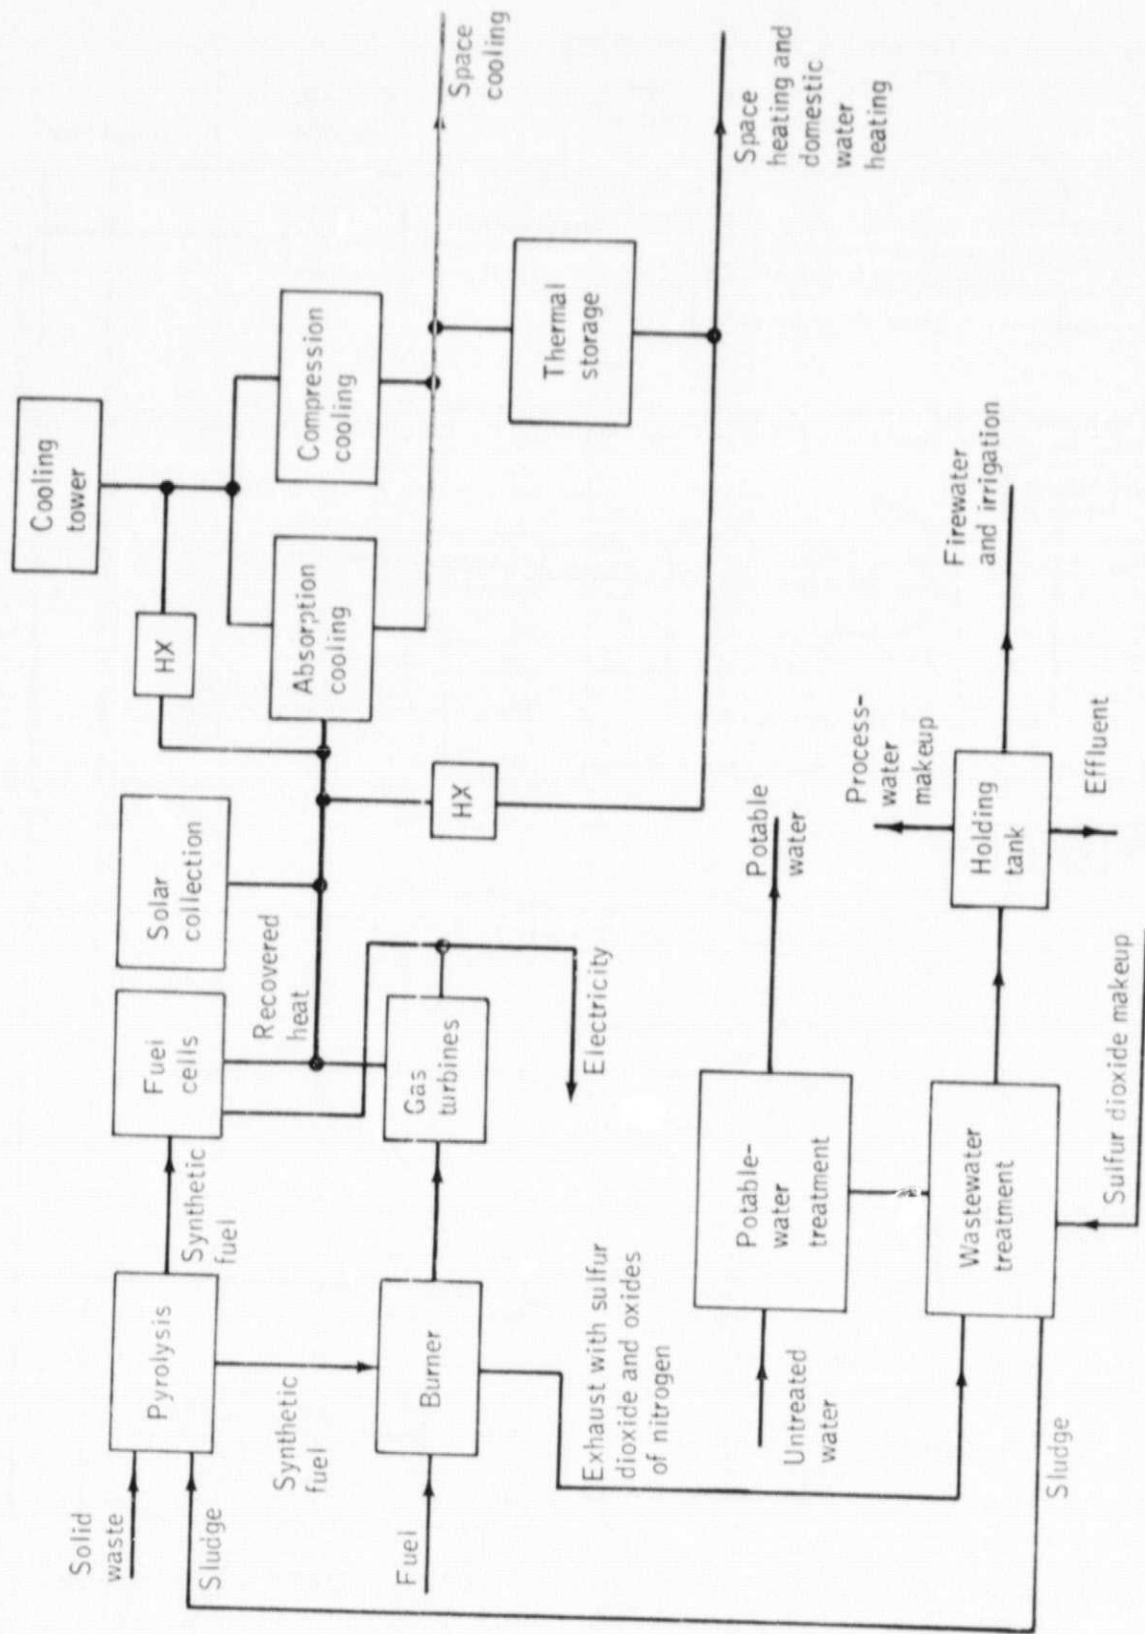 Cooling
tower
HX
Compression
cooling
Absorption
cooling
Space
cooling
Thermal
storage
Space
heating and
domestic
water
heating
Solar
collection
Fuel
cells
Recovered
heat
HX
Gas
turbines
Electricity
Synthetic
fuel
Pyrolysis
Solid
waste
Sludge
Synthetic
fuel
Burner
Fuel
Exhaust with sulfur
dioxide and oxides
of nitrogen
Untreated
water
Potable-
water
treatment
Potable
water
Wastewater
treatment
Sludge
Sulfur dioxide makeup
Holding
tank
Process-
water
makeup
Firewater
and irrigation
Effluent